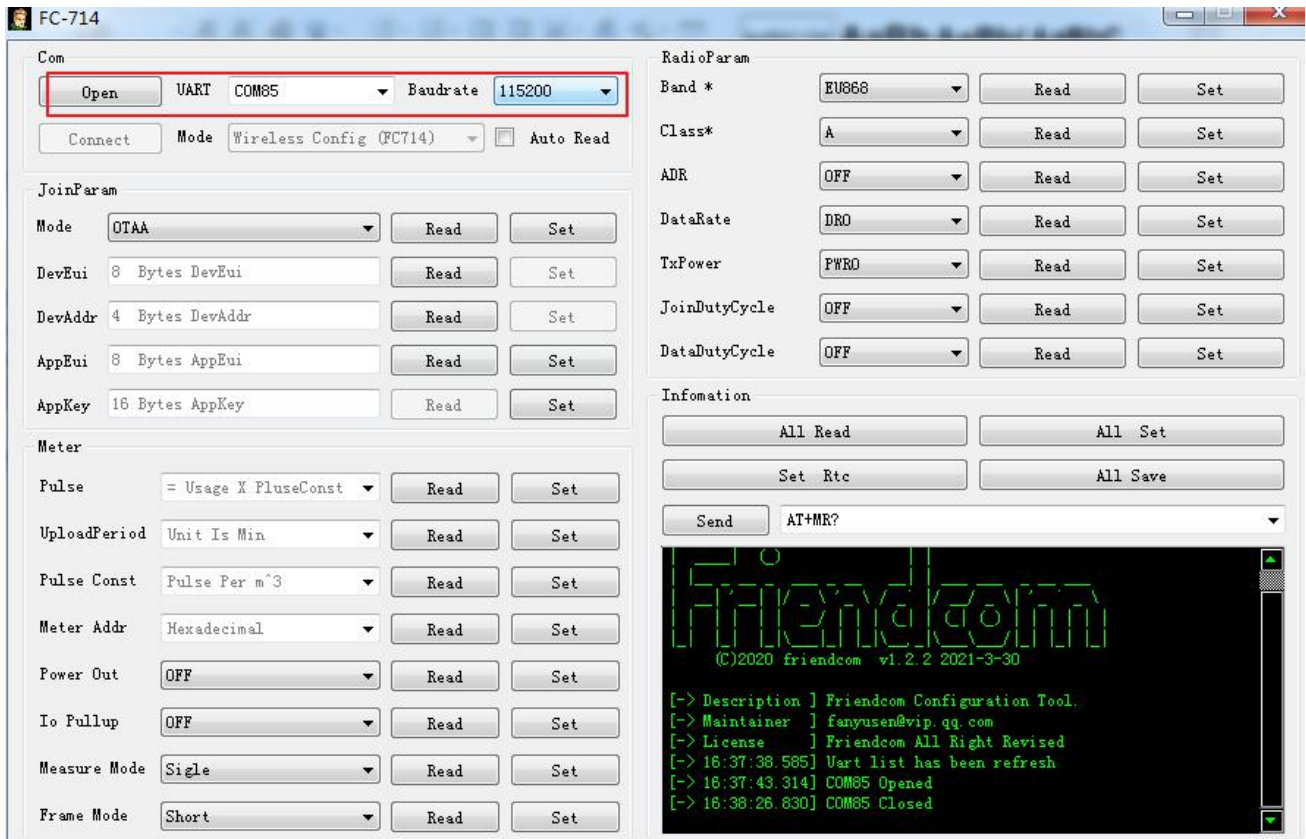 FC-714
Com
Open UART COM85 Baudrate 115200
Connect Mode Wireless Config (FC714) Auto Read
JoinParam
Mode OTAA Read Set
DevEui 8 Bytes DevEui Read Set
DevAddr 4 Bytes DevAddr Read Set
AppEui 8 Bytes AppEui Read Set
AppKey 16 Bytes AppKey Read Set
Meter
Pulse = Usage X PluseConst Read Set
UploadPeriod Unit Is Min Read Set
Pulse Const Pulse Per m^3 Read Set
Meter Addr Hexadecimal Read Set
Power Out OFF Read Set
Io Pullup OFF Read Set
Measure Mode Sigle Read Set
Frame Mode Short Read Set
RadioParam
Band * EU868 Read Set
Class* A Read Set
ADR OFF Read Set
DataRate DR0 Read Set
TxPower PWR0 Read Set
JoinDutyCycle OFF Read Set
DataDutyCycle OFF Read Set
Infomation
All Read All Set
Set Rtc All Save
Send AT+MR?
Friendcom
(C)2020 friendcom v1.2.2 2021-3-30
[-> Description ] Friendcom Configuration Tool.
[-> Maintainer ] fanyusen@vip.qq.com
[-> License ] Friendcom All Right Revised
[-> 16:37:38.585] Uart list has been refresh
[-> 16:37:43.314] COM85 Opened
[-> 16:38:26.830] COM85 Closed